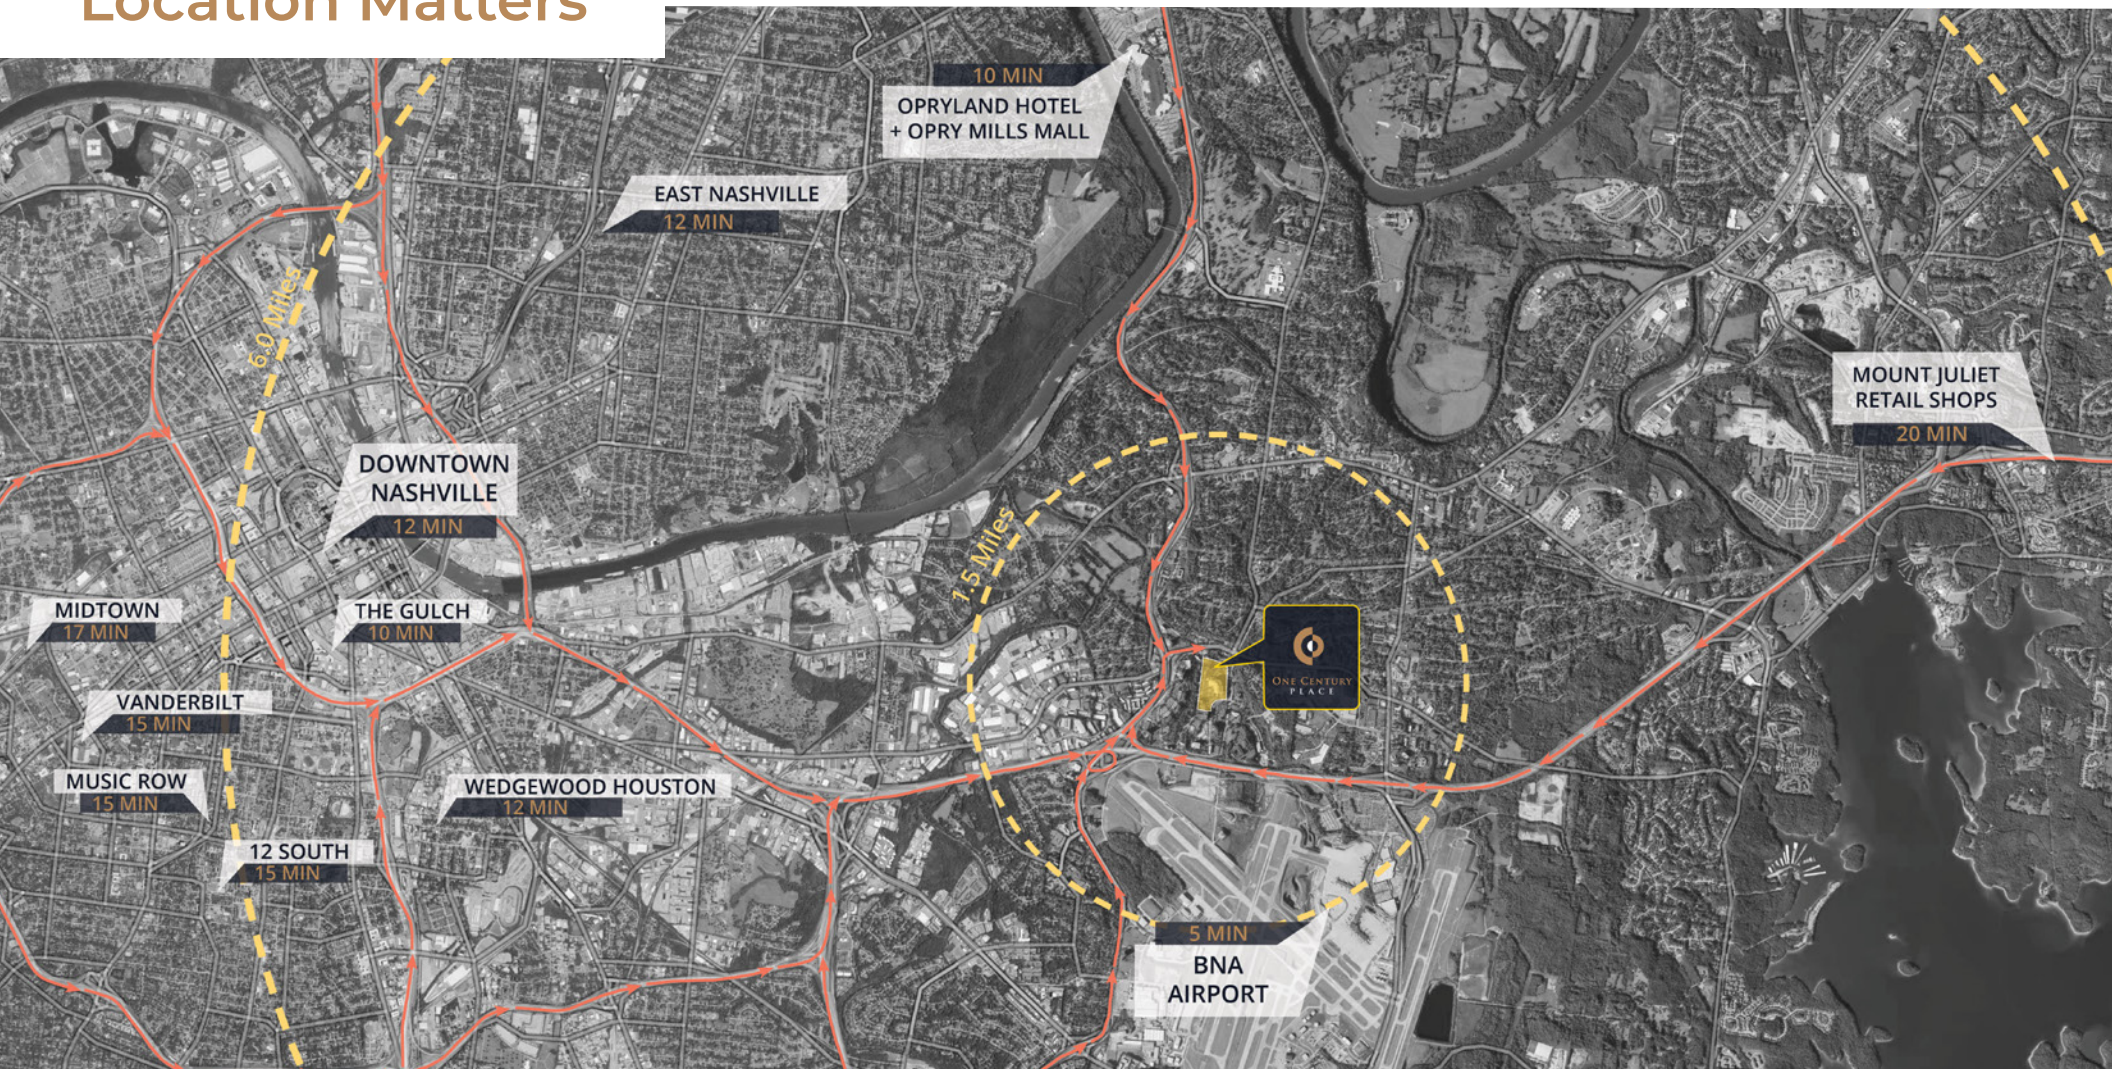 Location Matters
10 MIN
OPRYLAND HOTEL
+ OPRY MILLS MALL
EAST NASHVILLE
12 MIN
6.0 Miles
MOUNT JULIET
RETAIL SHOPS
20 MIN
DOWNTOWN
NASHVILLE
12 MIN
1.5 Miles
MIDTOWN
17 MIN
THE GULCH
10 MIN
ONE CENTURY
PLACE
VANDERBILT
15 MIN
MUSIC ROW
15 MIN
WEDGEWOOD HOUSTON
12 MIN
12 SOUTH
15 MIN
5 MIN
BNA
AIRPORT